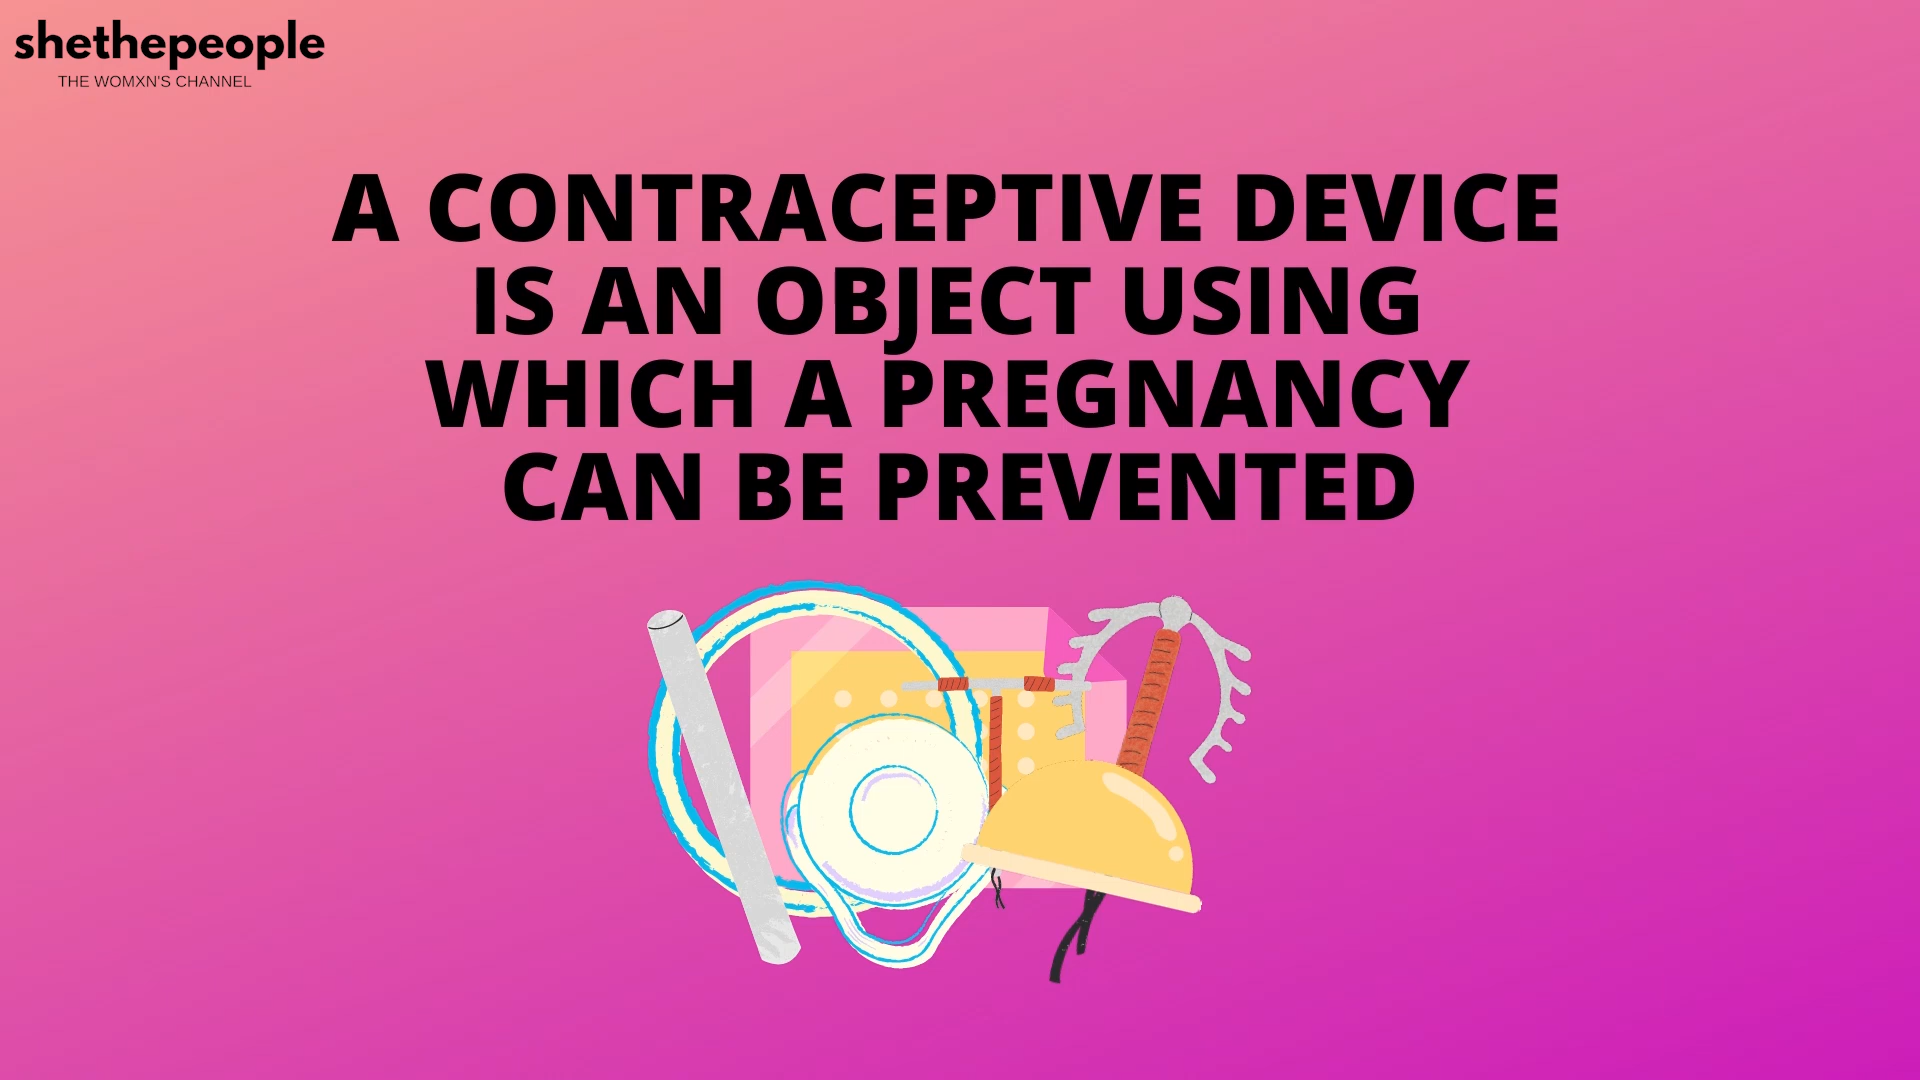 shethepeople
THE WOMXN'S CHANNEL
A CONTRACEPTIVE DEVICE
IS AN OBJECT USING
WHICH A PREGNANCY
CAN BE PREVENTED